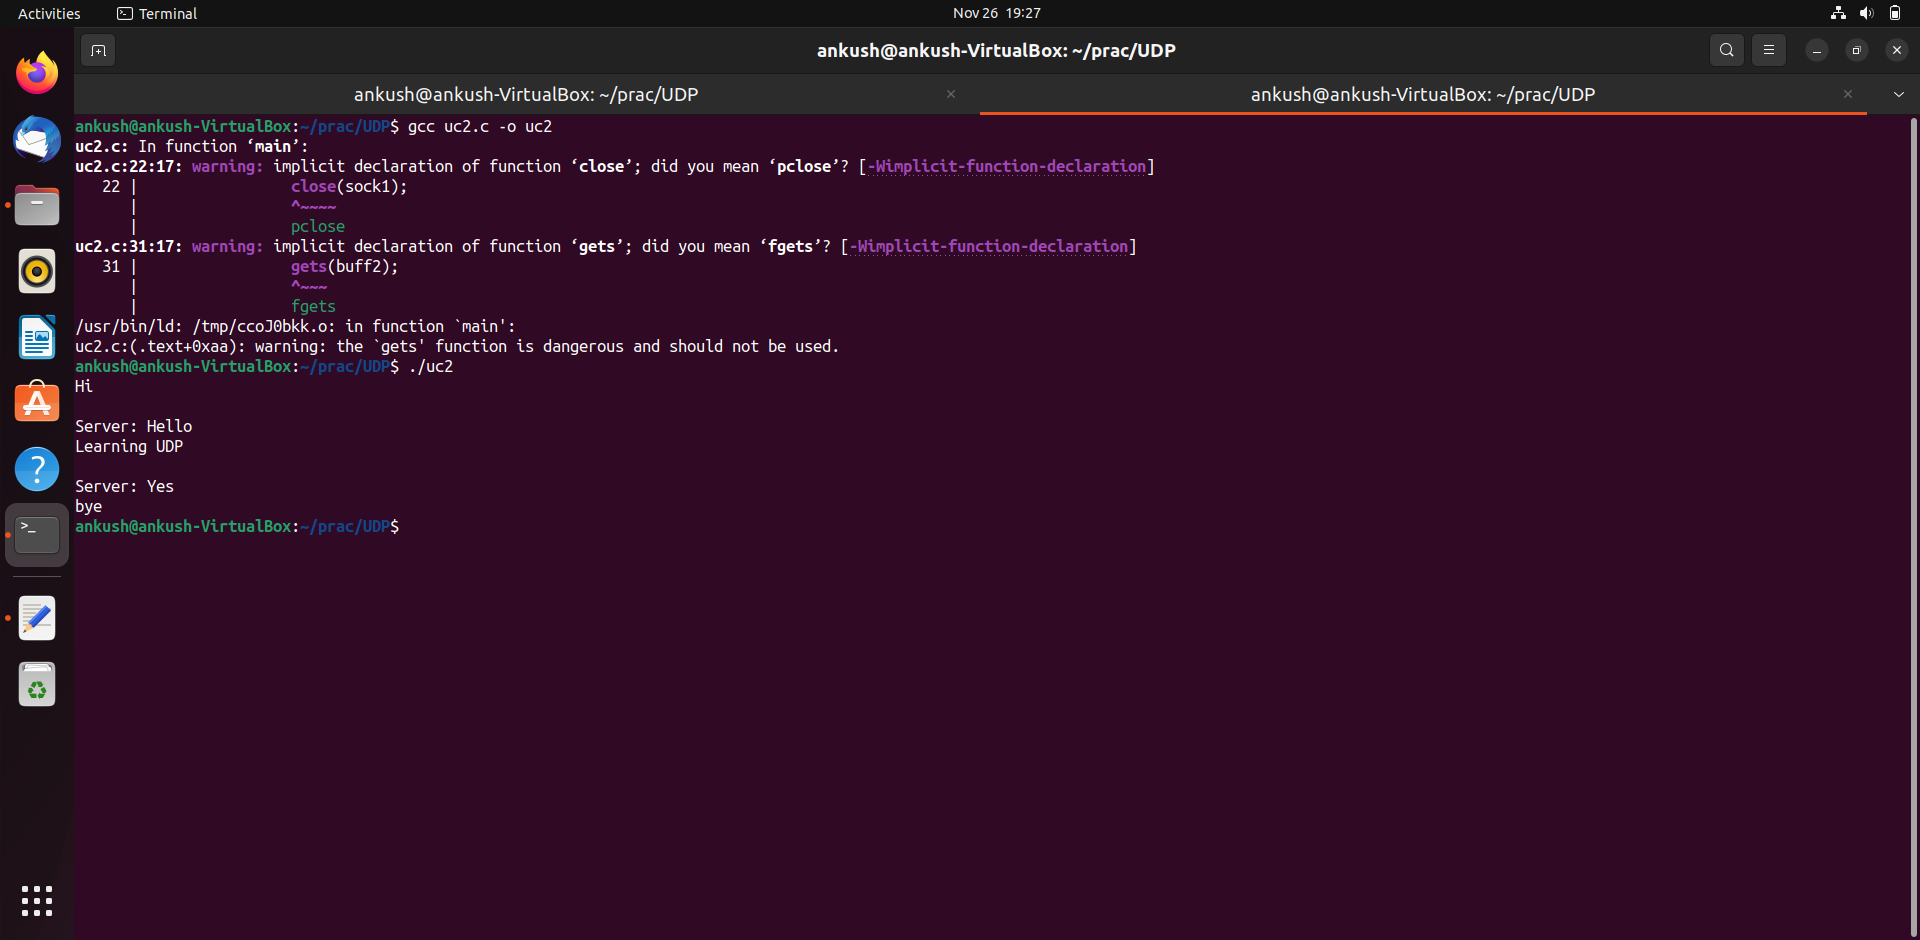 Activities Terminal Nov 26 19:27
ankush@ankush-VirtualBox: ~/prac/UDP
ankush@ankush-VirtualBox: ~/prac/UDP × ankush@ankush-VirtualBox: ~/prac/UDP ×
ankush@ankush-VirtualBox:~/prac/UDP$ gcc uc2.c -o uc2
uc2.c: In function ‘main’:
uc2.c:22:17: warning: implicit declaration of function ‘close’; did you mean ‘pclose’? [-Wimplicit-function-declaration]
   22 |                 close(sock1);
      |                 ^~~~~
      |                 pclose
uc2.c:31:17: warning: implicit declaration of function ‘gets’; did you mean ‘fgets’? [-Wimplicit-function-declaration]
   31 |                 gets(buff2);
      |                 ^~~~
      |                 fgets
/usr/bin/ld: /tmp/ccoJ0bkk.o: in function `main':
uc2.c:(.text+0xaa): warning: the `gets' function is dangerous and should not be used.
ankush@ankush-VirtualBox:~/prac/UDP$ ./uc2
Hi

Server: Hello
Learning UDP

Server: Yes
bye
ankush@ankush-VirtualBox:~/prac/UDP$